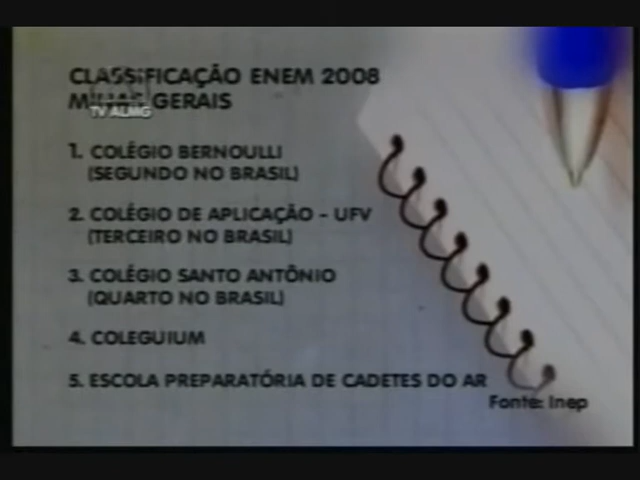 CLASSIFICAÇÃO ENEM 2008
MINAS GERAIS
TV ALMG
1. COLÉGIO BERNOULLI
(SEGUNDO NO BRASIL)
2. COLÉGIO DE APLICAÇÃO – UFV
(TERCEIRO NO BRASIL)
3. COLÉGIO SANTO ANTÔNIO
(QUARTO NO BRASIL)
4. COLEGUIUM
5. ESCOLA PREPARATÓRIA DE CADETES DO AR
Fonte: Inep